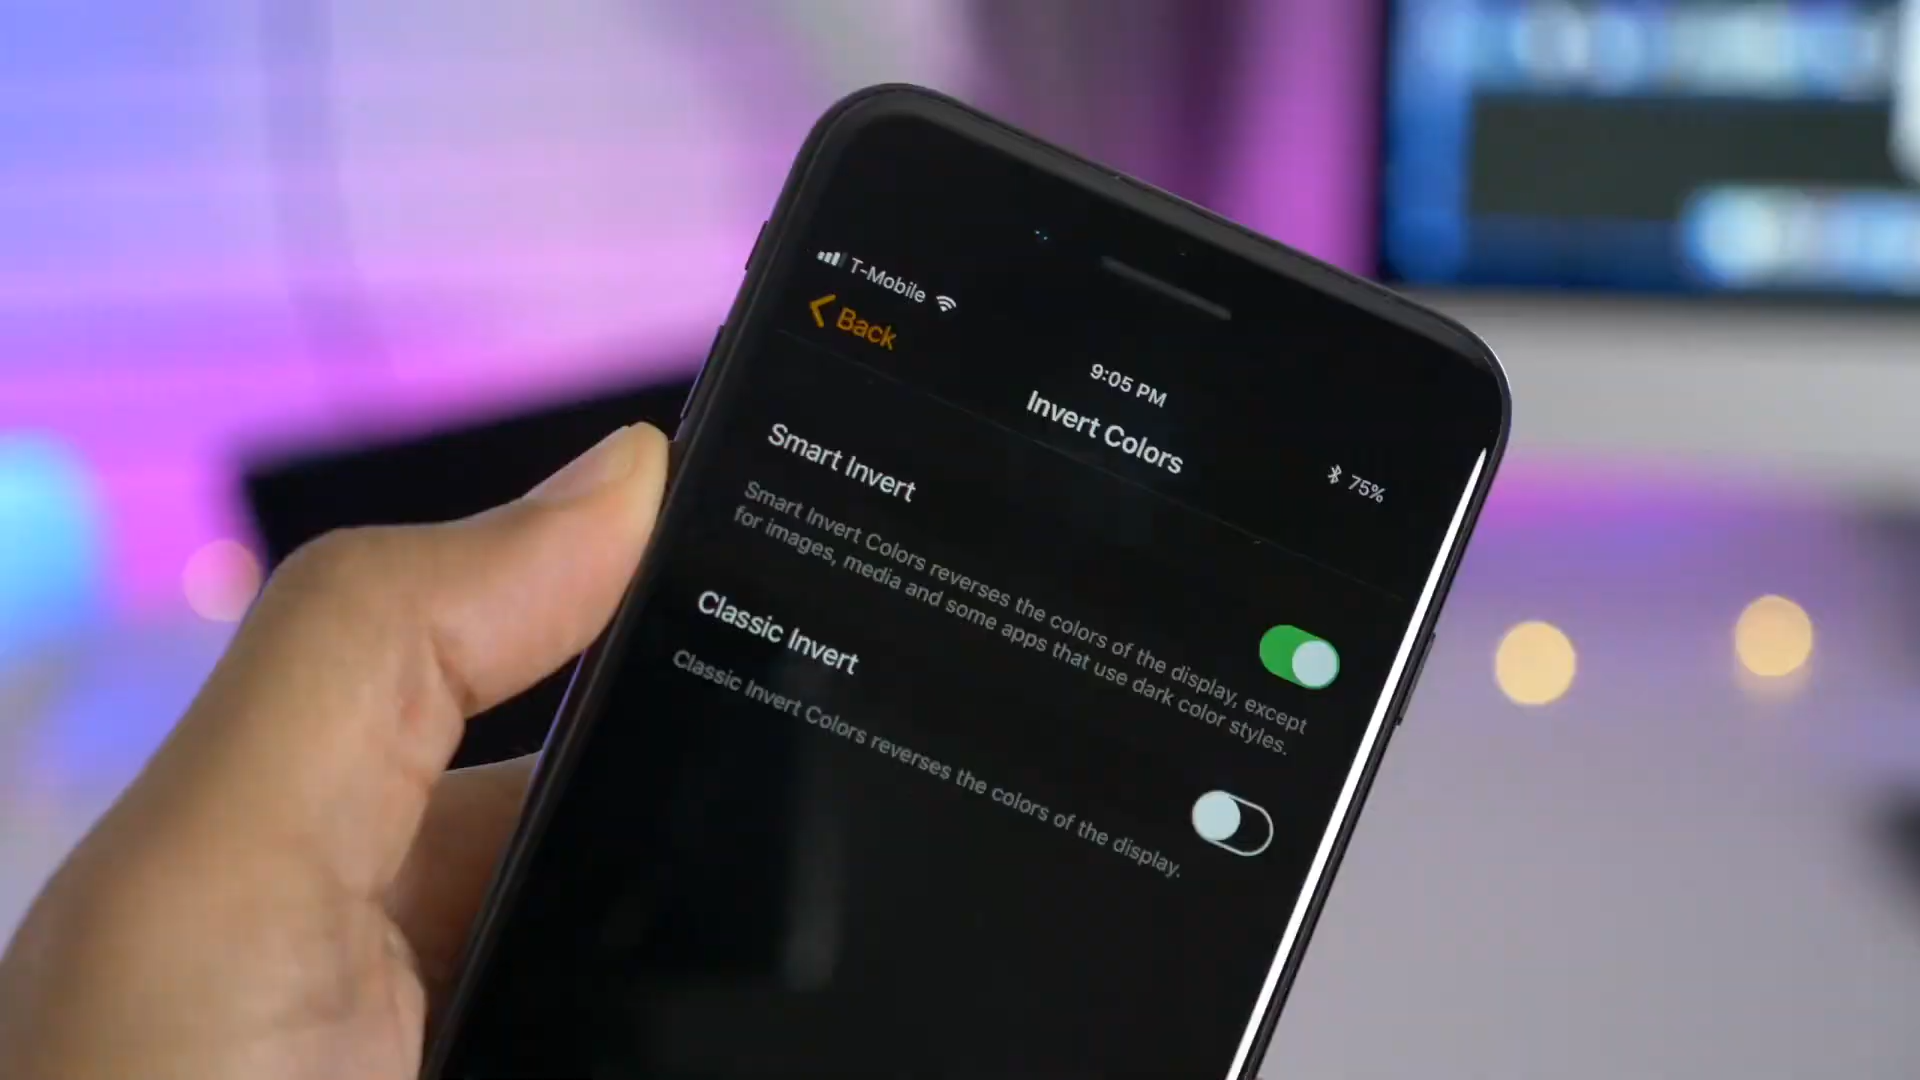 T-Mobile
9:05 PM
75%
Back
Invert Colors
Smart Invert
Smart Invert Colors reverses the colors of the display, except
for images, media and some apps that use dark color styles.
Classic Invert
Classic Invert Colors reverses the colors of the display.